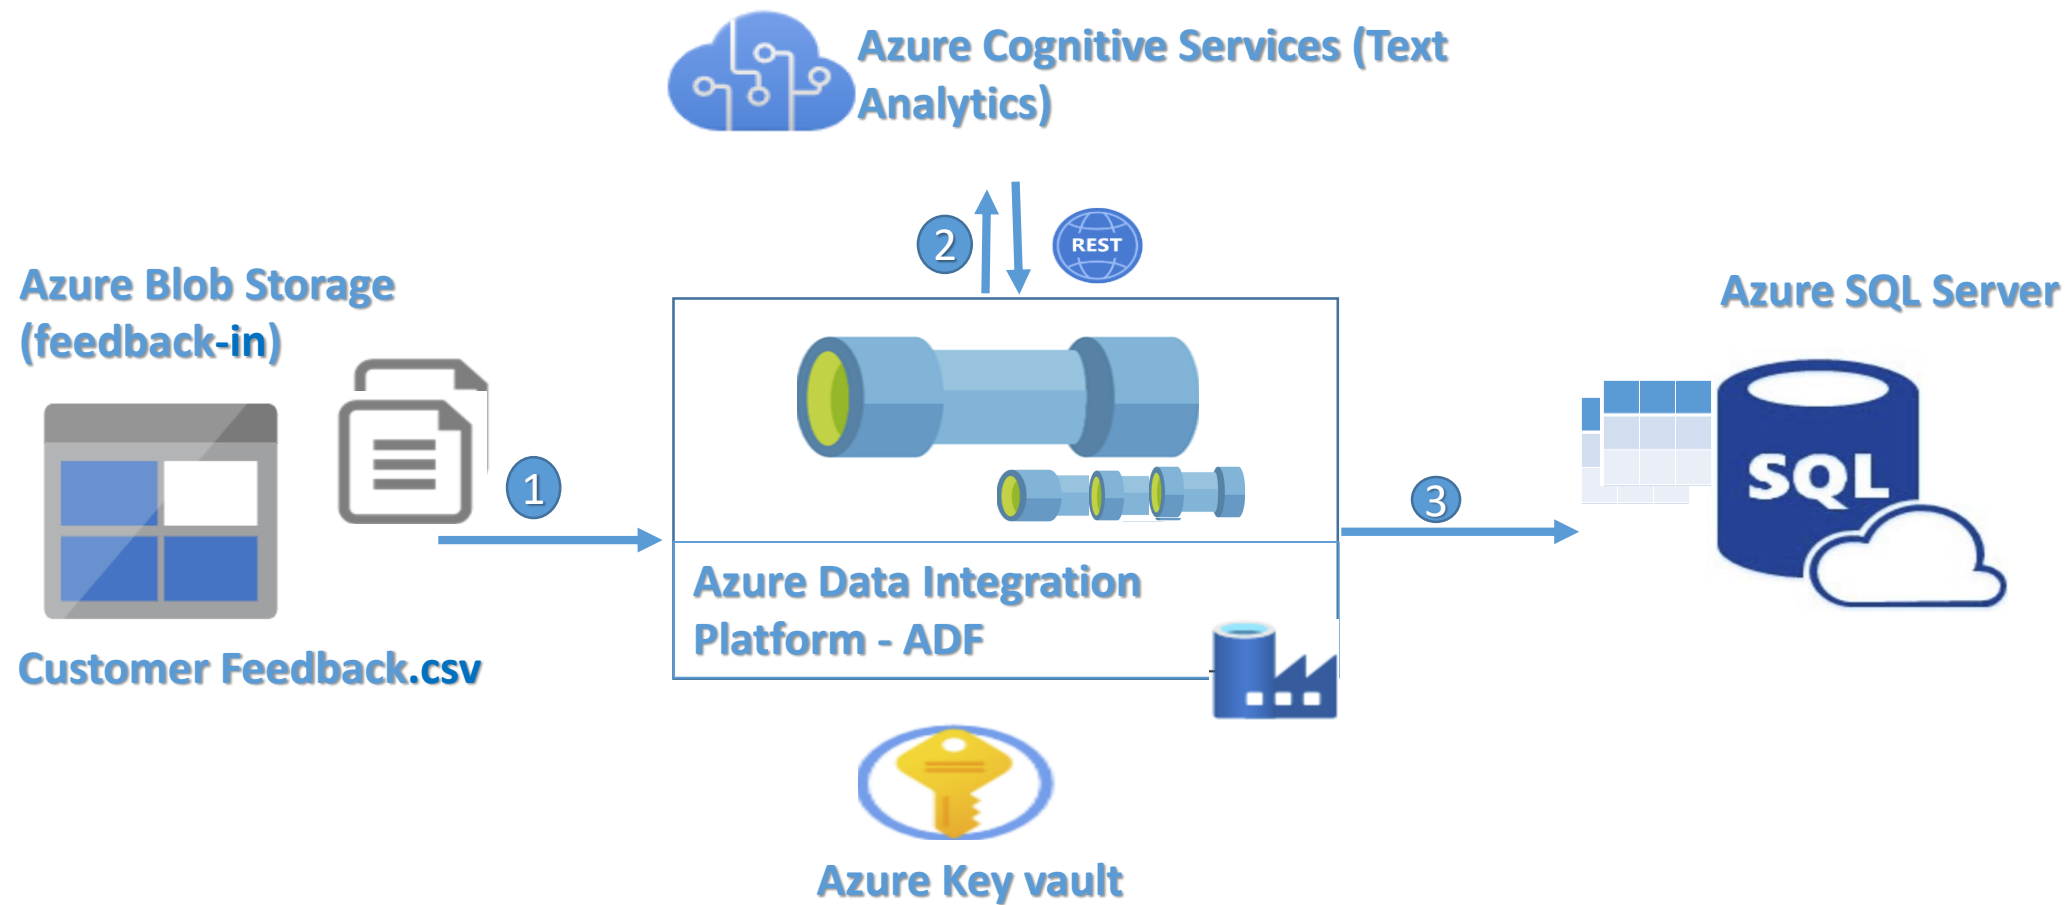 Azure Cognitive Services (Text
Analytics)
2
REST
Azure Blob Storage
(feedback-in)
Azure SQL Server
1
3
SQL
Azure Data Integration
Platform - ADF
Customer Feedback.csv
Azure Key vault